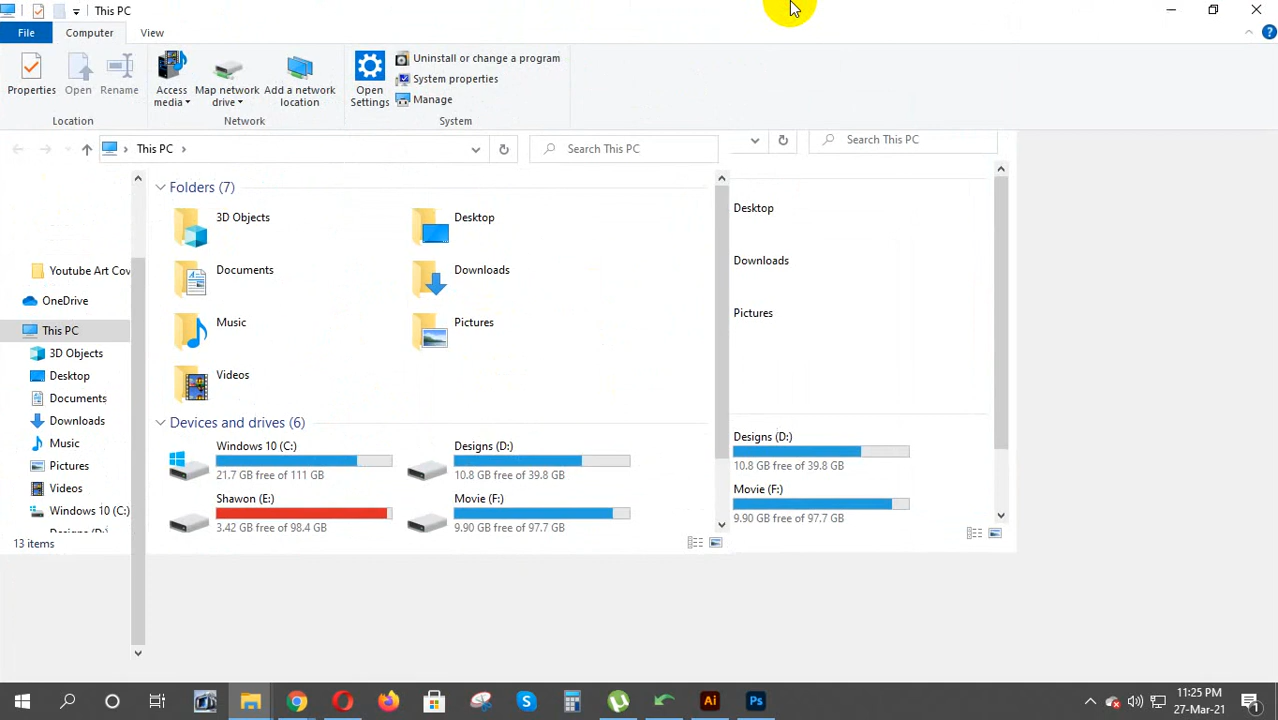 This PC
File Computer View
Properties Open Rename Access media Map network drive Add a network location Open Settings Uninstall or change a program
System properties
Manage
Location Network System
This PC Search This PC Search This PC
Folders (7)
3D Objects Desktop Desktop
Documents Downloads Downloads
Music Pictures Pictures
Videos
Devices and drives (6)
Windows 10 (C:) Designs (D:) Designs (D:)
21.7 GB free of 111 GB 10.8 GB free of 39.8 GB 10.8 GB free of 39.8 GB
Shawon (E:) Movie (F:) Movie (F:)
3.42 GB free of 98.4 GB 9.90 GB free of 97.7 GB 9.90 GB free of 97.7 GB
Youtube Art Cov
OneDrive
This PC
3D Objects
Desktop
Documents
Downloads
Music
Pictures
Videos
Windows 10 (C:)
Designs (D:)
13 items
Ai Ps
11:25 PM
27-Mar-21
1